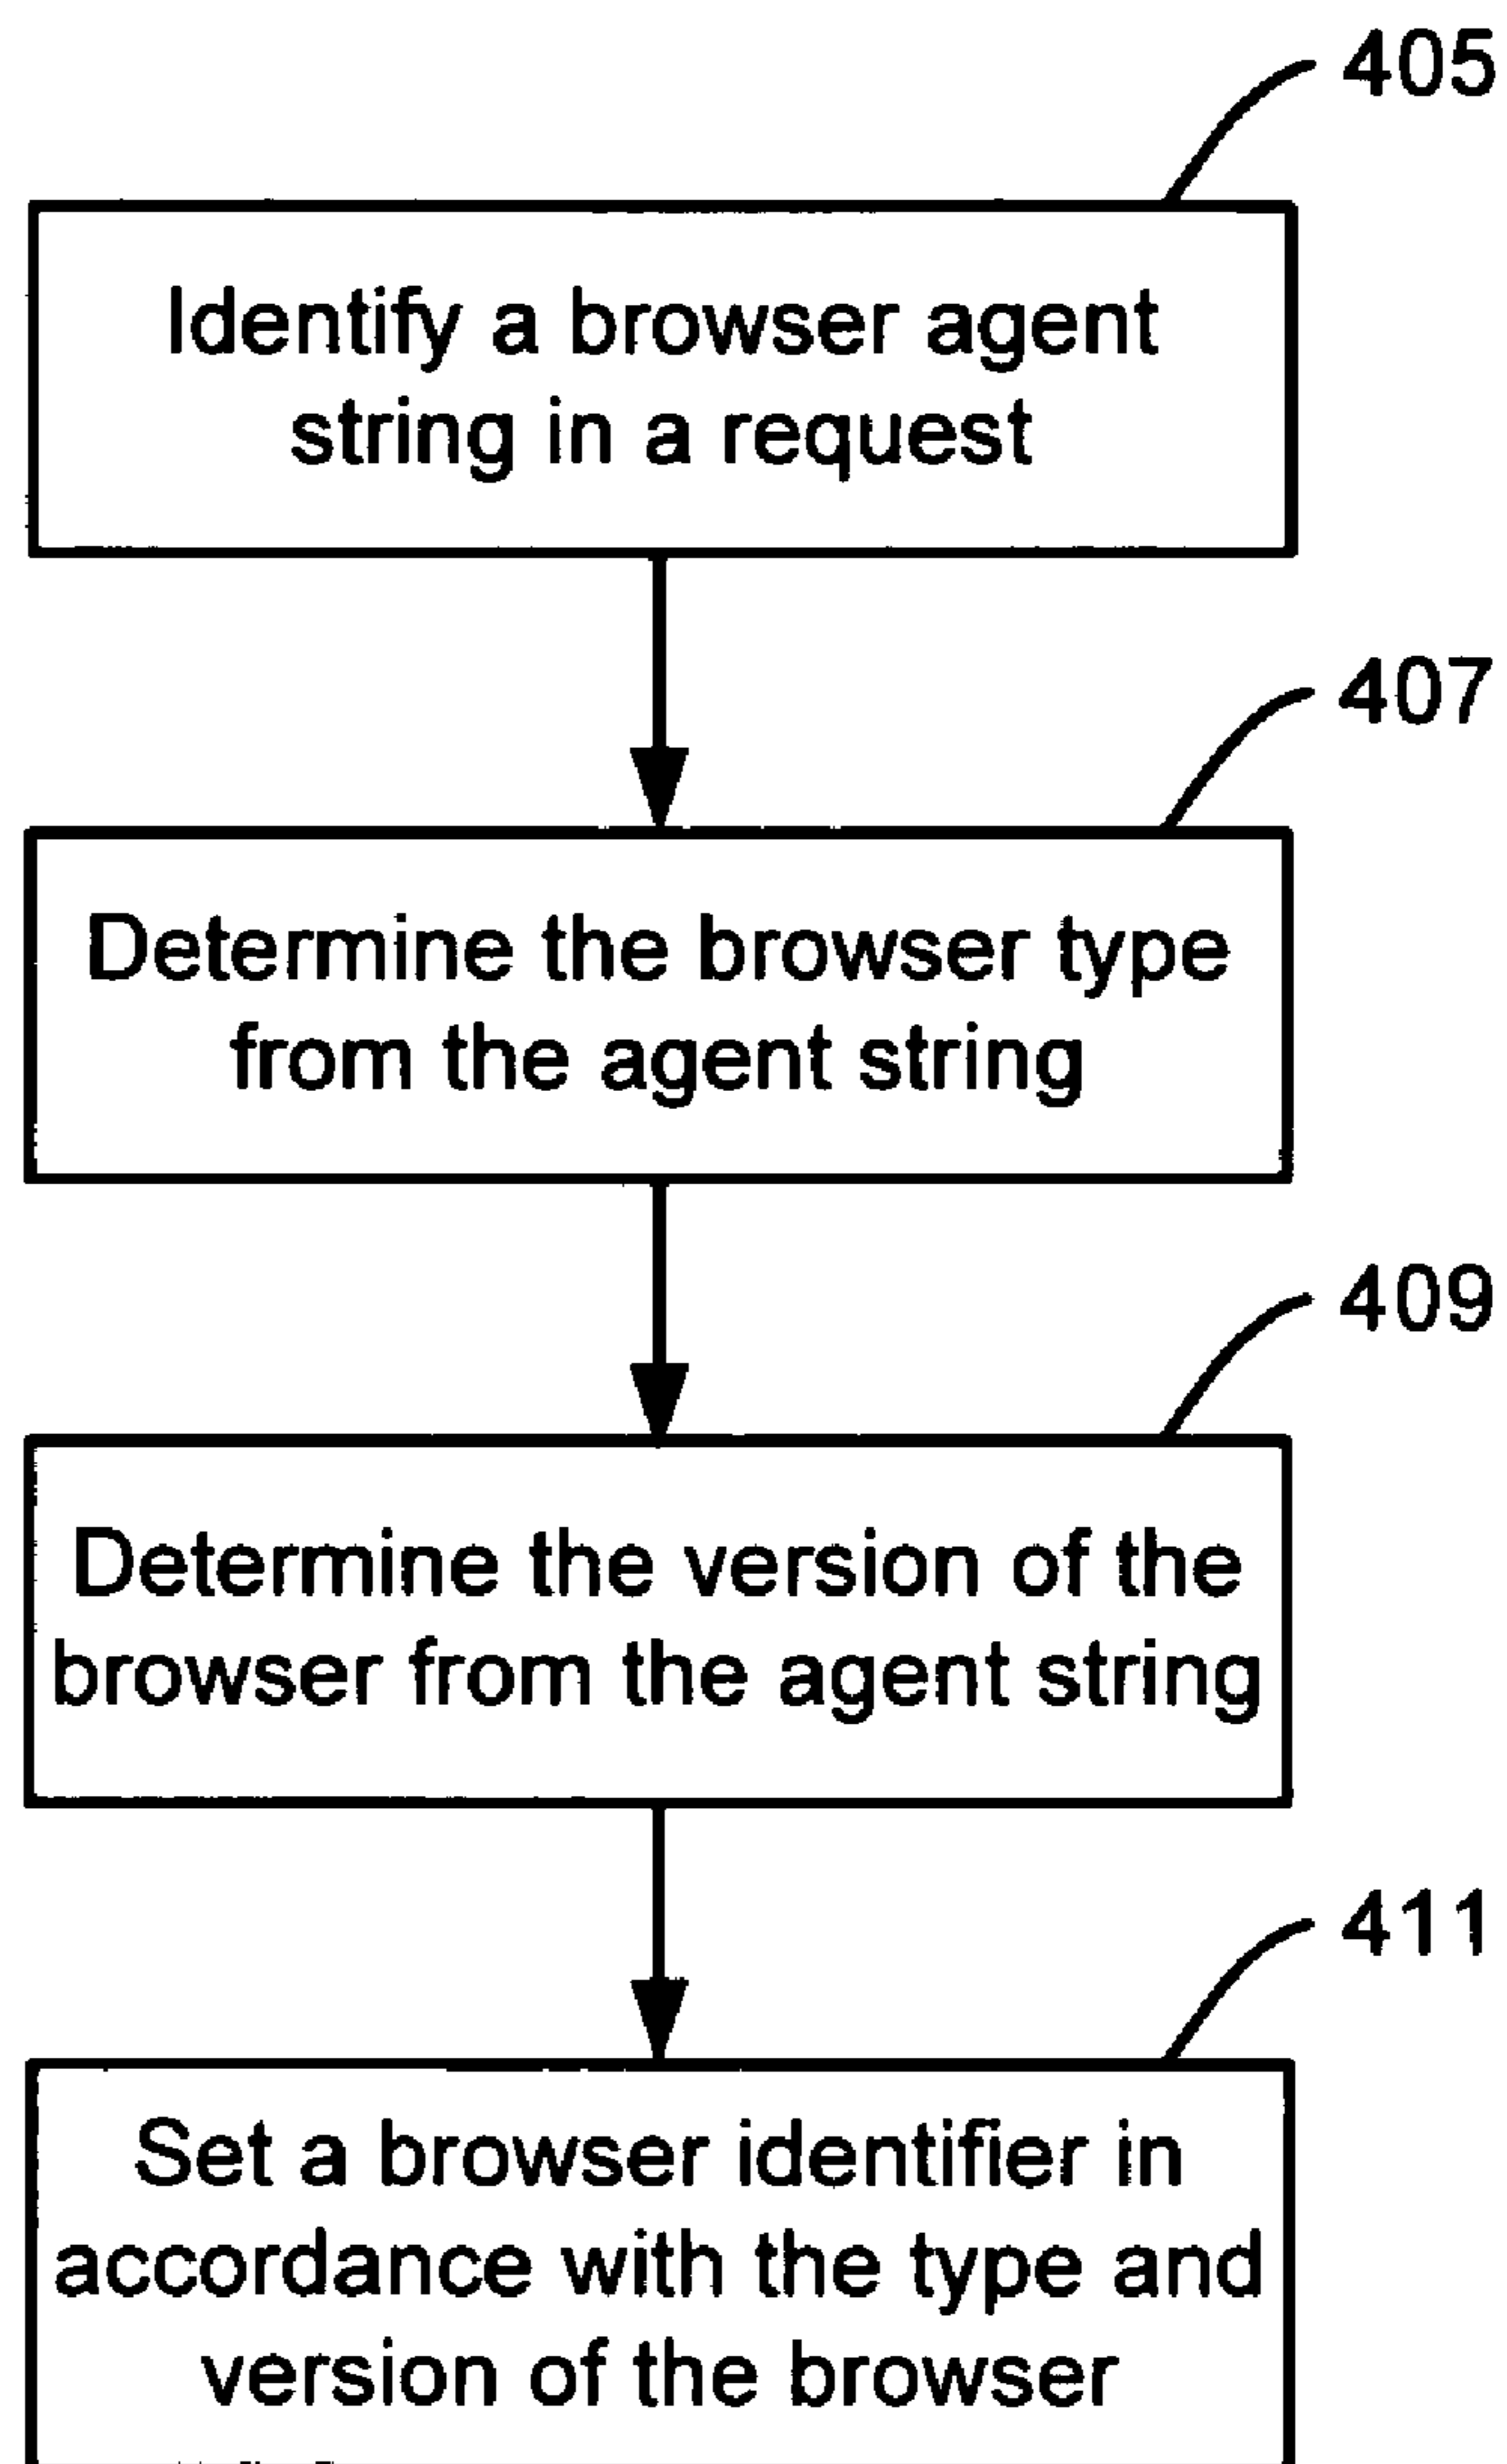 405
Identify a browser agent
string in a request
407
Determine the browser type
from the agent string
409
Determine the version of the
browser from the agent string
411
Set a browser identifier in
accordance with the type and
version of the browser